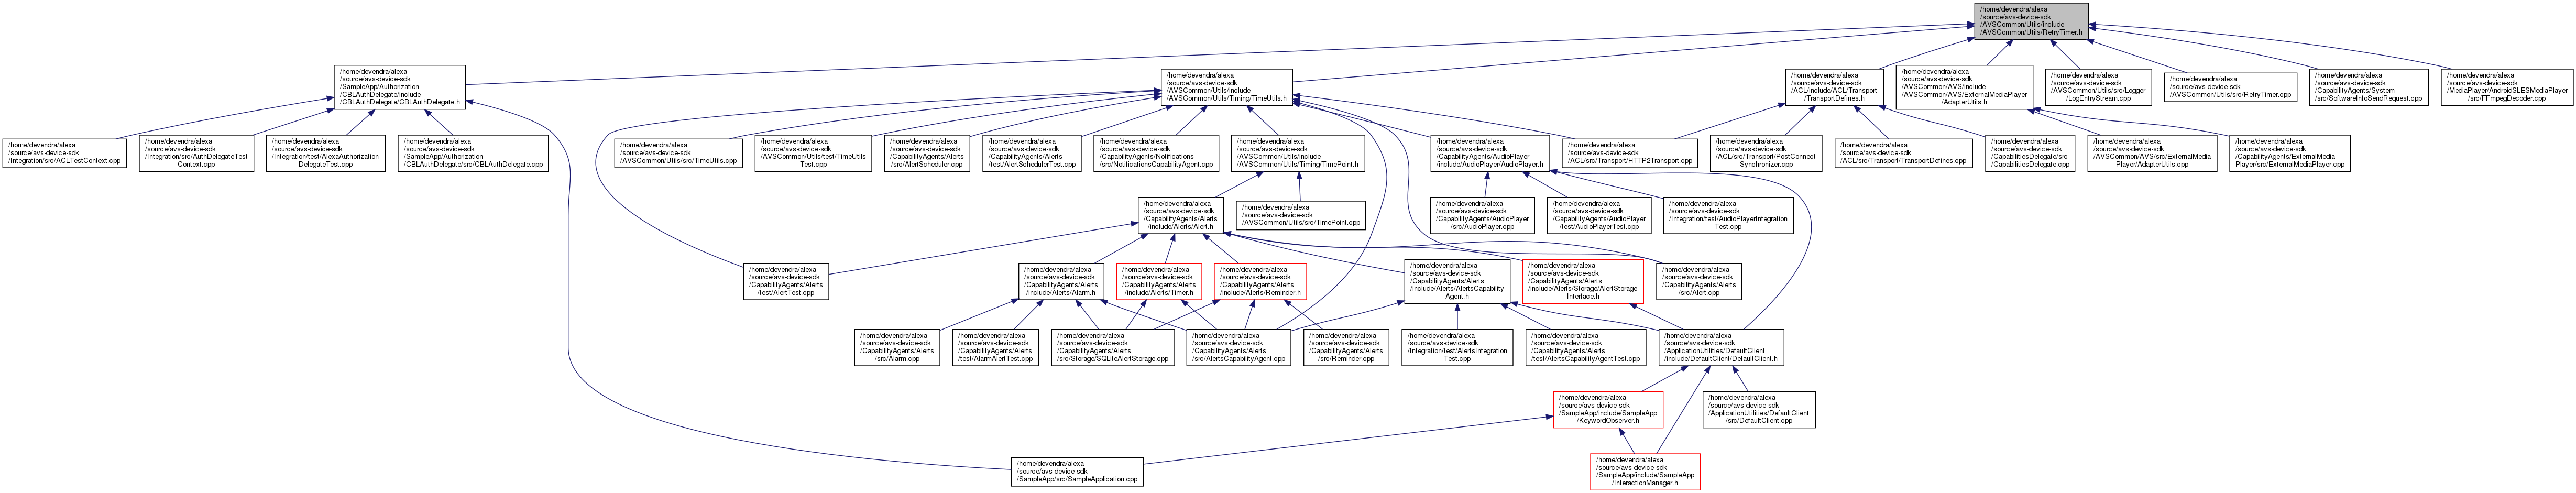 /home/devendra/alexa
/source/avs-device-sdk
/AVSCommon/Utils/include
/AVSCommon/Utils/RetryTimer.h
/home/devendra/alexa
/source/avs-device-sdk
/SampleApp/Authorization
/CBLAuthDelegate/include
/CBLAuthDelegate/CBLAuthDelegate.h
/home/devendra/alexa
/source/avs-device-sdk
/AVSCommon/Utils/include
/AVSCommon/Utils/Timing/TimeUtils.h
/home/devendra/alexa
/source/avs-device-sdk
/ACL/include/ACL/Transport
/TransportDefines.h
/home/devendra/alexa
/source/avs-device-sdk
/AVSCommon/AVS/include
/AVSCommon/AVS/ExternalMediaPlayer
/AdapterUtils.h
/home/devendra/alexa
/source/avs-device-sdk
/AVSCommon/Utils/src/Logger
/LogEntryStream.cpp
/home/devendra/alexa
/source/avs-device-sdk
/AVSCommon/Utils/src/RetryTimer.cpp
/home/devendra/alexa
/source/avs-device-sdk
/CapabilityAgents/System
/src/SoftwareInfoSendRequest.cpp
/home/devendra/alexa
/source/avs-device-sdk
/MediaPlayer/AndroidSLESMediaPlayer
/src/FFmpegDecoder.cpp
/home/devendra/alexa
/source/avs-device-sdk
/Integration/src/ACLTestContext.cpp
/home/devendra/alexa
/source/avs-device-sdk
/Integration/src/AuthDelegateTest
Context.cpp
/home/devendra/alexa
/source/avs-device-sdk
/Integration/test/AlexaAuthorization
DelegateTest.cpp
/home/devendra/alexa
/source/avs-device-sdk
/SampleApp/Authorization
/CBLAuthDelegate/src/CBLAuthDelegate.cpp
/home/devendra/alexa
/source/avs-device-sdk
/AVSCommon/Utils/src/TimeUtils.cpp
/home/devendra/alexa
/source/avs-device-sdk
/AVSCommon/Utils/test/TimeUtils
Test.cpp
/home/devendra/alexa
/source/avs-device-sdk
/CapabilityAgents/Alerts
/src/AlertScheduler.cpp
/home/devendra/alexa
/source/avs-device-sdk
/CapabilityAgents/Alerts
/test/AlertSchedulerTest.cpp
/home/devendra/alexa
/source/avs-device-sdk
/CapabilityAgents/Notifications
/src/NotificationsCapabilityAgent.cpp
/home/devendra/alexa
/source/avs-device-sdk
/AVSCommon/Utils/include
/AVSCommon/Utils/Timing/TimePoint.h
/home/devendra/alexa
/source/avs-device-sdk
/CapabilityAgents/AudioPlayer
/include/AudioPlayer/AudioPlayer.h
/home/devendra/alexa
/source/avs-device-sdk
/ACL/src/Transport/HTTP2Transport.cpp
/home/devendra/alexa
/source/avs-device-sdk
/ACL/src/Transport/PostConnect
Synchronizer.cpp
/home/devendra/alexa
/source/avs-device-sdk
/ACL/src/Transport/TransportDefines.cpp
/home/devendra/alexa
/source/avs-device-sdk
/CapabilitiesDelegate/src
/CapabilitiesDelegate.cpp
/home/devendra/alexa
/source/avs-device-sdk
/AVSCommon/AVS/src/ExternalMedia
Player/AdapterUtils.cpp
/home/devendra/alexa
/source/avs-device-sdk
/CapabilityAgents/ExternalMedia
Player/src/ExternalMediaPlayer.cpp
/home/devendra/alexa
/source/avs-device-sdk
/CapabilityAgents/Alerts
/include/Alerts/Alert.h
/home/devendra/alexa
/source/avs-device-sdk
/AVSCommon/Utils/src/TimePoint.cpp
/home/devendra/alexa
/source/avs-device-sdk
/CapabilityAgents/AudioPlayer
/src/AudioPlayer.cpp
/home/devendra/alexa
/source/avs-device-sdk
/CapabilityAgents/AudioPlayer
/test/AudioPlayerTest.cpp
/home/devendra/alexa
/source/avs-device-sdk
/Integration/test/AudioPlayerIntegration
Test.cpp
/home/devendra/alexa
/source/avs-device-sdk
/CapabilityAgents/Alerts
/test/AlertTest.cpp
/home/devendra/alexa
/source/avs-device-sdk
/CapabilityAgents/Alerts
/include/Alerts/Alarm.h
/home/devendra/alexa
/source/avs-device-sdk
/CapabilityAgents/Alerts
/include/Alerts/Timer.h
/home/devendra/alexa
/source/avs-device-sdk
/CapabilityAgents/Alerts
/include/Alerts/Reminder.h
/home/devendra/alexa
/source/avs-device-sdk
/CapabilityAgents/Alerts
/include/Alerts/AlertsCapability
Agent.h
/home/devendra/alexa
/source/avs-device-sdk
/CapabilityAgents/Alerts
/include/Alerts/Storage/AlertStorage
Interface.h
/home/devendra/alexa
/source/avs-device-sdk
/CapabilityAgents/Alerts
/src/Alert.cpp
/home/devendra/alexa
/source/avs-device-sdk
/CapabilityAgents/Alerts
/src/Alarm.cpp
/home/devendra/alexa
/source/avs-device-sdk
/CapabilityAgents/Alerts
/test/AlarmAlertTest.cpp
/home/devendra/alexa
/source/avs-device-sdk
/CapabilityAgents/Alerts
/src/Storage/SQLiteAlertStorage.cpp
/home/devendra/alexa
/source/avs-device-sdk
/CapabilityAgents/Alerts
/src/AlertsCapabilityAgent.cpp
/home/devendra/alexa
/source/avs-device-sdk
/CapabilityAgents/Alerts
/src/Reminder.cpp
/home/devendra/alexa
/source/avs-device-sdk
/Integration/test/AlertsIntegration
Test.cpp
/home/devendra/alexa
/source/avs-device-sdk
/CapabilityAgents/Alerts
/test/AlertsCapabilityAgentTest.cpp
/home/devendra/alexa
/source/avs-device-sdk
/ApplicationUtilities/DefaultClient
/include/DefaultClient/DefaultClient.h
/home/devendra/alexa
/source/avs-device-sdk
/SampleApp/include/SampleApp
/KeywordObserver.h
/home/devendra/alexa
/source/avs-device-sdk
/ApplicationUtilities/DefaultClient
/src/DefaultClient.cpp
/home/devendra/alexa
/source/avs-device-sdk
/SampleApp/src/SampleApplication.cpp
/home/devendra/alexa
/source/avs-device-sdk
/SampleApp/include/SampleApp
/InteractionManager.h